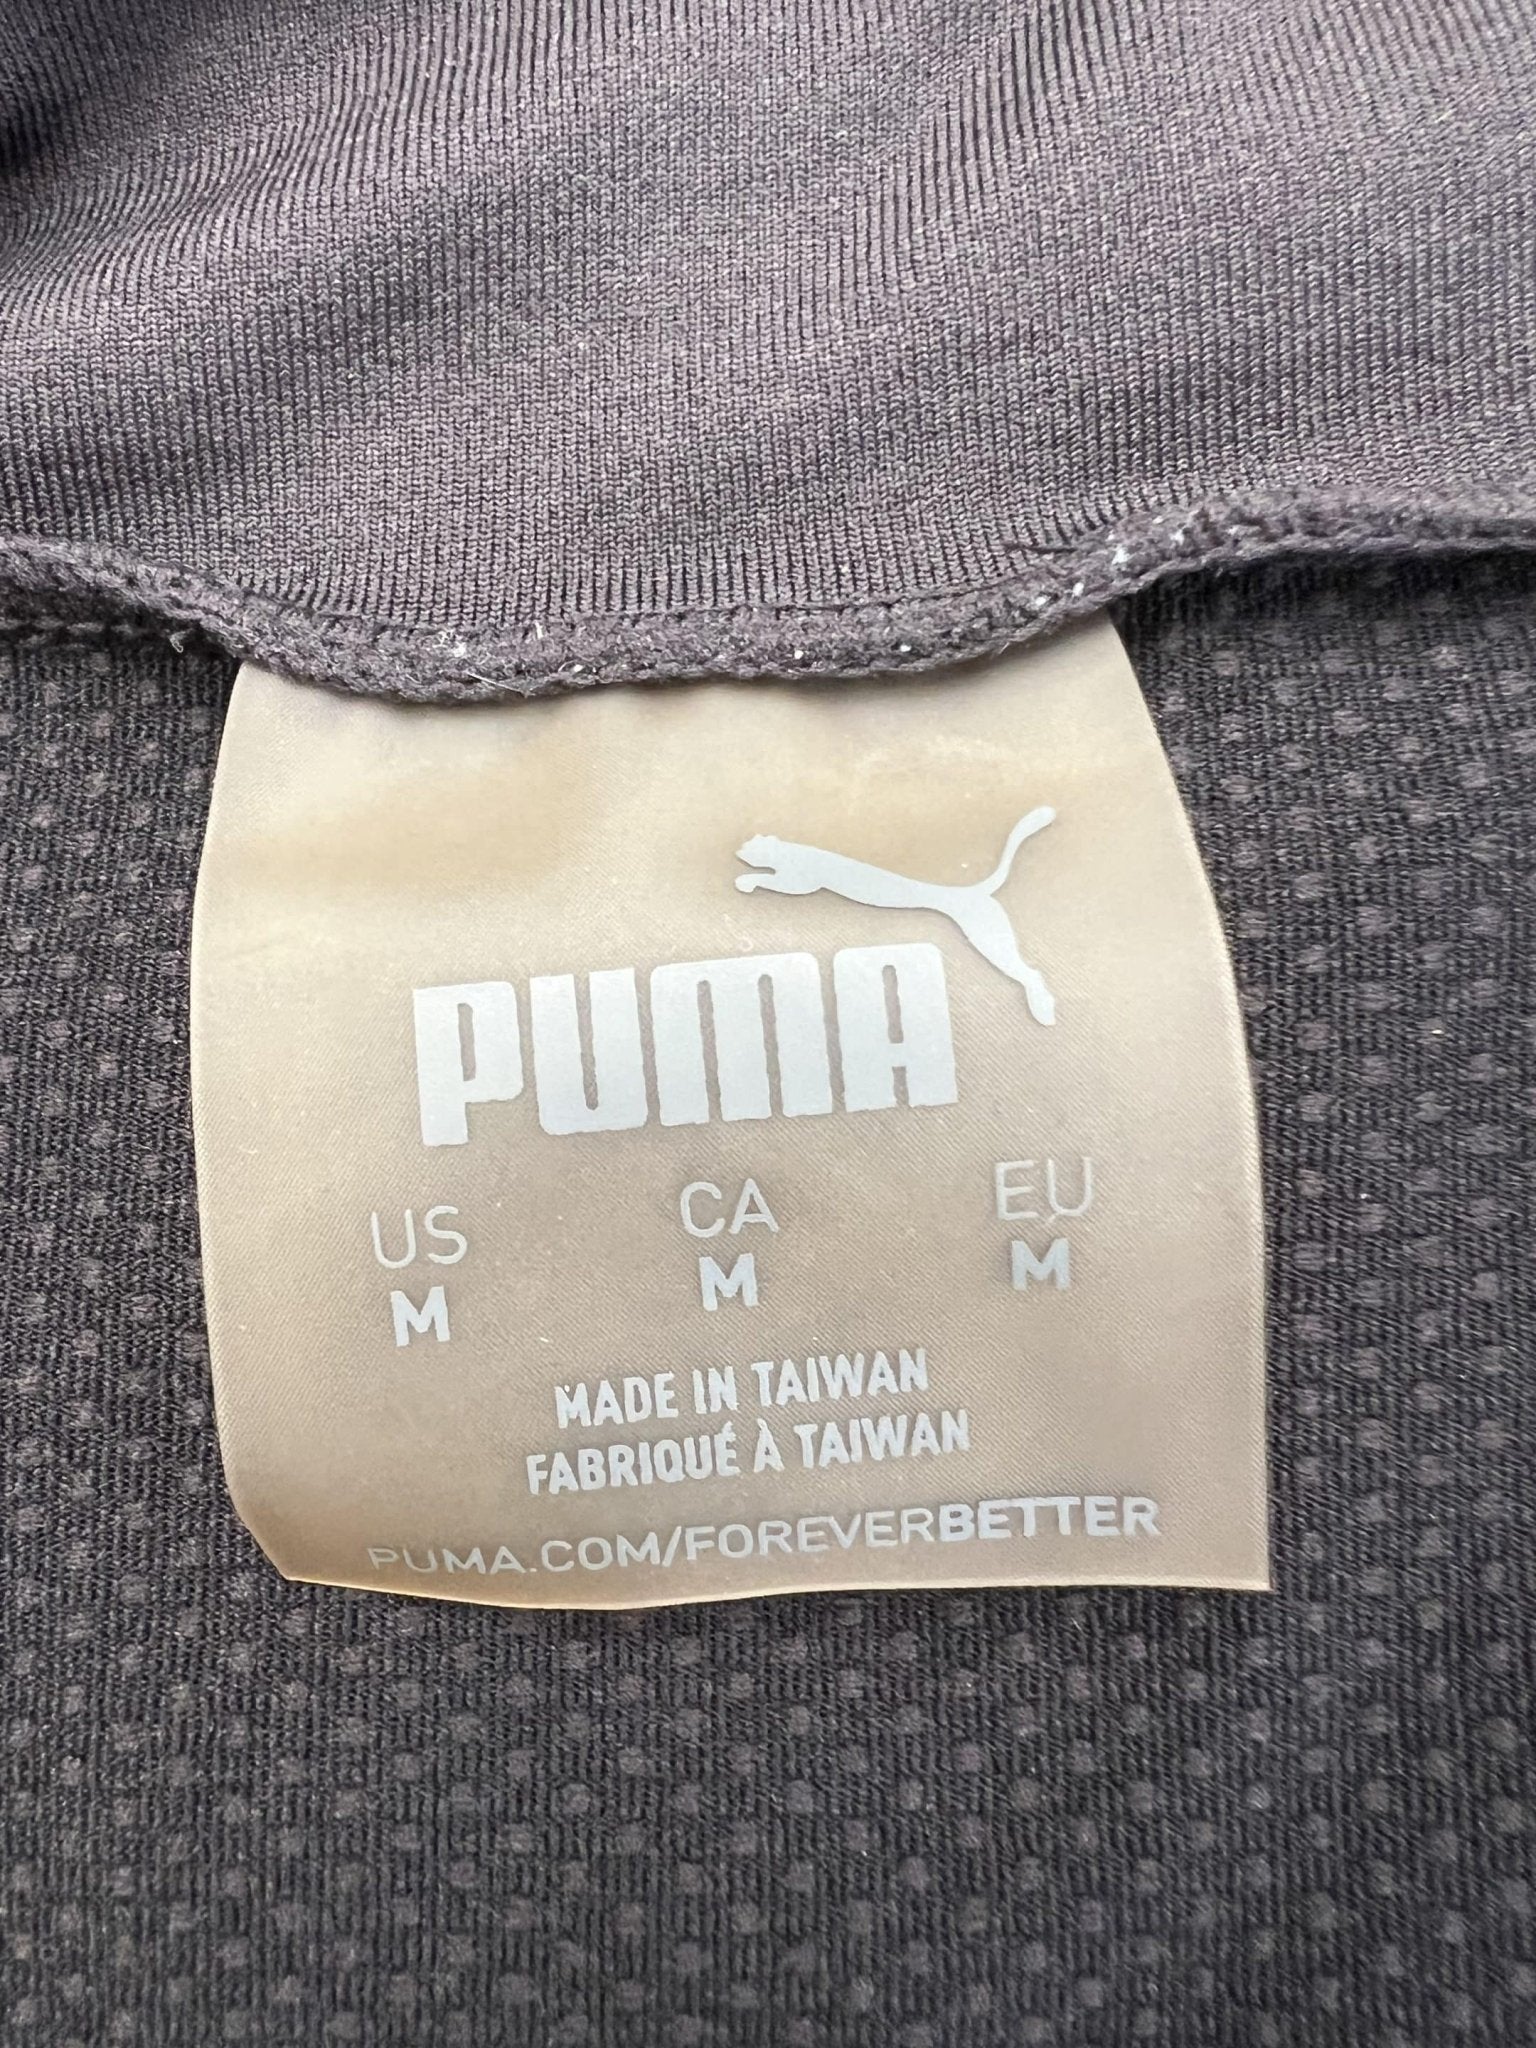 PUMA
US CA EU
M M M
MADE IN TAIWAN
FABRIQUÉ À TAIWAN
PUMA.COM/FOREVERBETTER